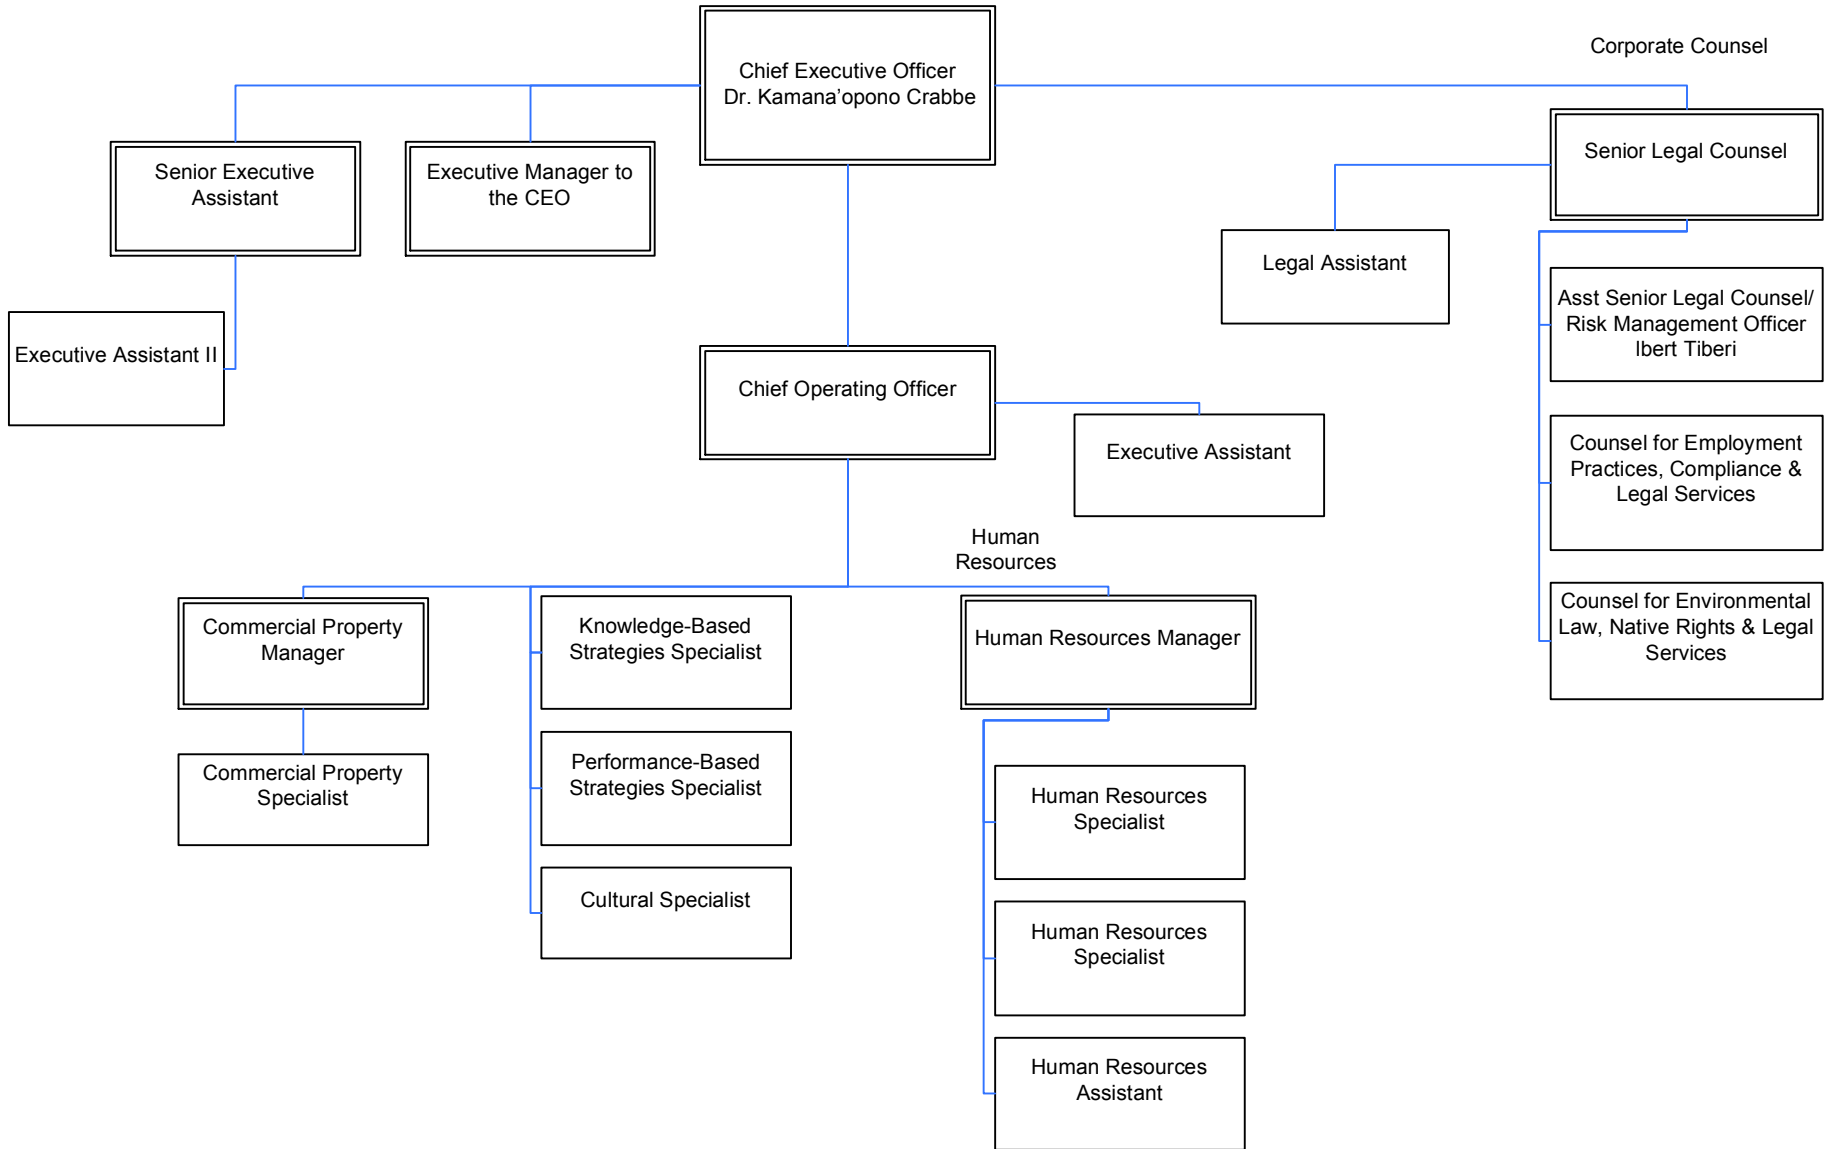 Corporate Counsel
Chief Executive Officer
Dr. Kamana’opono Crabbe
Senior Executive
Assistant
Executive Manager to
the CEO
Senior Legal Counsel
Legal Assistant
Executive Assistant II
Asst Senior Legal Counsel/
Risk Management Officer
lbert Tiberi
Chief Operating Officer
Executive Assistant
Counsel for Employment
Practices, Compliance &
Legal Services
Human
Resources
Commercial Property
Manager
Knowledge-Based
Strategies Specialist
Human Resources Manager
Counsel for Environmental
Law, Native Rights & Legal
Services
Commercial Property
Specialist
Performance-Based
Strategies Specialist
Human Resources
Specialist
Cultural Specialist
Human Resources
Specialist
Human Resources
Assistant